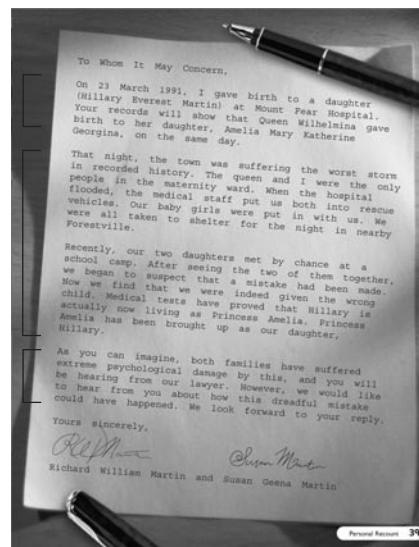 To Whom It May Concern,
On 23 March 1991, I gave birth to a daughter
(Hillary Everest Martin) at Mount Fear Hospital.
Your records will show that Queen Wilhelmina gave
birth to her daughter, Amelia Mary Katherine
Georgina, on the same day.
That night, the town was suffering the worst storm
in recorded history. The queen and I were the only
people in the maternity ward. When the hospital
flooded, the medical staff put us both into rescue
vehicles. Our baby girls were put in with us. We
were all taken to shelter for the night in nearby
Forestville.
Recently, our two daughters met by chance at a
school camp. After seeing the two of them together,
we began to suspect that a mistake had been made.
Now we find that we were indeed given the wrong
child. Medical tests have proved that Hillary is
actually now living as Princess Amelia. Princess
Amelia has been brought up as our daughter,
Hillary.
As you can imagine, both families have suffered
extreme psychological damage by this, and you will
be hearing from our lawyer. However, we would like
to hear from you about how this dreadful mistake
could have happened. We look forward to your reply.
Yours sincerely,
Susan Martin
Richard William Martin and Susan Geena Martin
Personal Recount 39